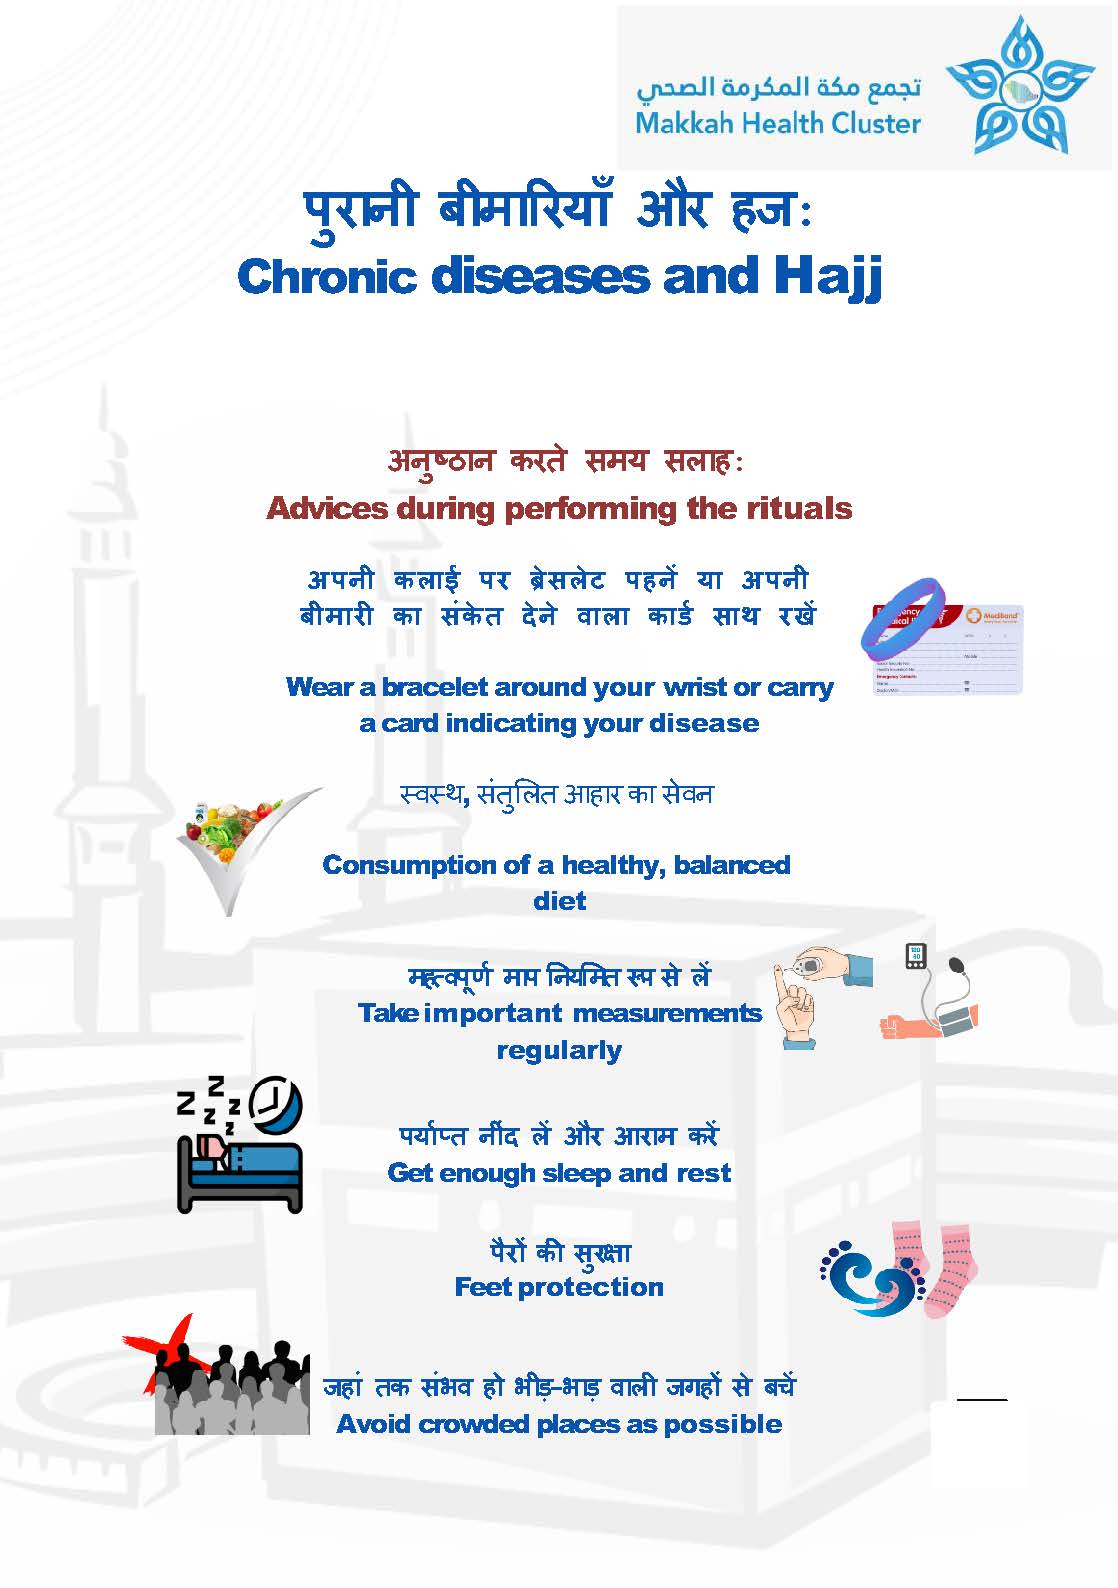 تجمع مكة المكرمة الصحي
Makkah Health Cluster
पुरानी बीमारियाँ और हज:
Chronic diseases and Hajj
अनुष्ठान करते समय सलाह:
Advices during performing the rituals
अपनी कलाई पर ब्रेसलेट पहनें या अपनी
बीमारी का संकेत देने वाला कार्ड साथ रखें
Mediband
Wear a bracelet around your wrist or carry
a card indicating your disease
स्वस्थ, संतुलित आहार का सेवन
Consumption of a healthy, balanced
diet
महत्वपूर्ण माप नियमित रूप से लें
Take important measurements
regularly
120
80
Z Z Z Z Z
पर्याप्त नींद लें और आराम करें
Get enough sleep and rest
पैरों की सुरक्षा
Feet protection
जहां तक संभव हो भीड़-भाड़ वाली जगहों से बचें
Avoid crowded places as possible